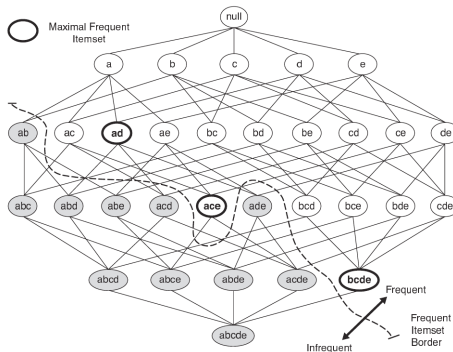 null
Maximal Frequent
Itemset
a b c d e
ab ac ad ae bc bd be cd ce de
abc abd abe acd ace ade bcd bce bde cde
abcd abce abde acde bcde
Frequent
abcde
Infrequent
Frequent
Itemset
Border